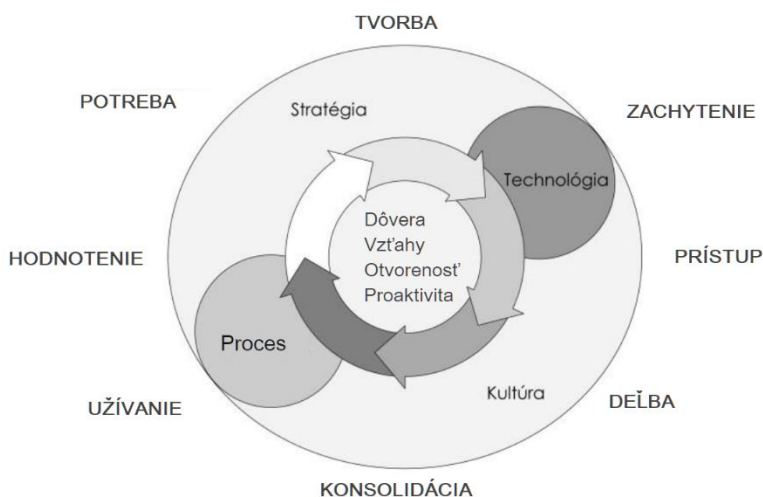 TVORBA
POTREBA
Stratégia
ZACHYTENIE
Technológia
Dôvera
Vzťahy
Otvorenosť
Proaktivita
HODNOTENIE
PRÍSTUP
Proces
Kultúra
UŽÍVANIE
DEĽBA
KONSOLIDÁCIA